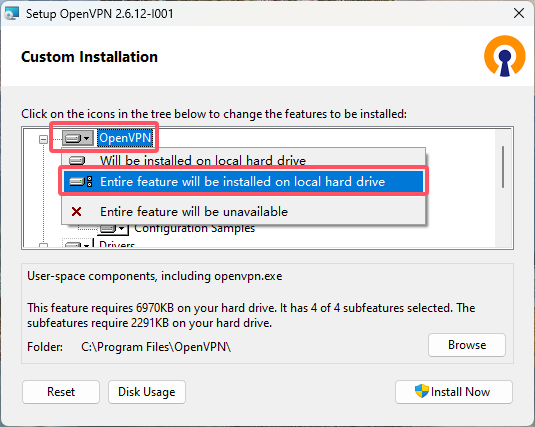 Setup OpenVPN 2.6.12-I001
Custom Installation
Click on the icons in the tree below to change the features to be installed:
OpenVPN
Will be installed on local hard drive
Entire feature will be installed on local hard drive
Entire feature will be unavailable
Configuration Samples
Drivers
User-space components, including openvpn.exe
This feature requires 6970KB on your hard drive. It has 4 of 4 subfeatures selected. The
subfeatures require 2291KB on your hard drive.
Folder: C:\Program Files\OpenVPN\
Browse
Reset
Disk Usage
Install Now